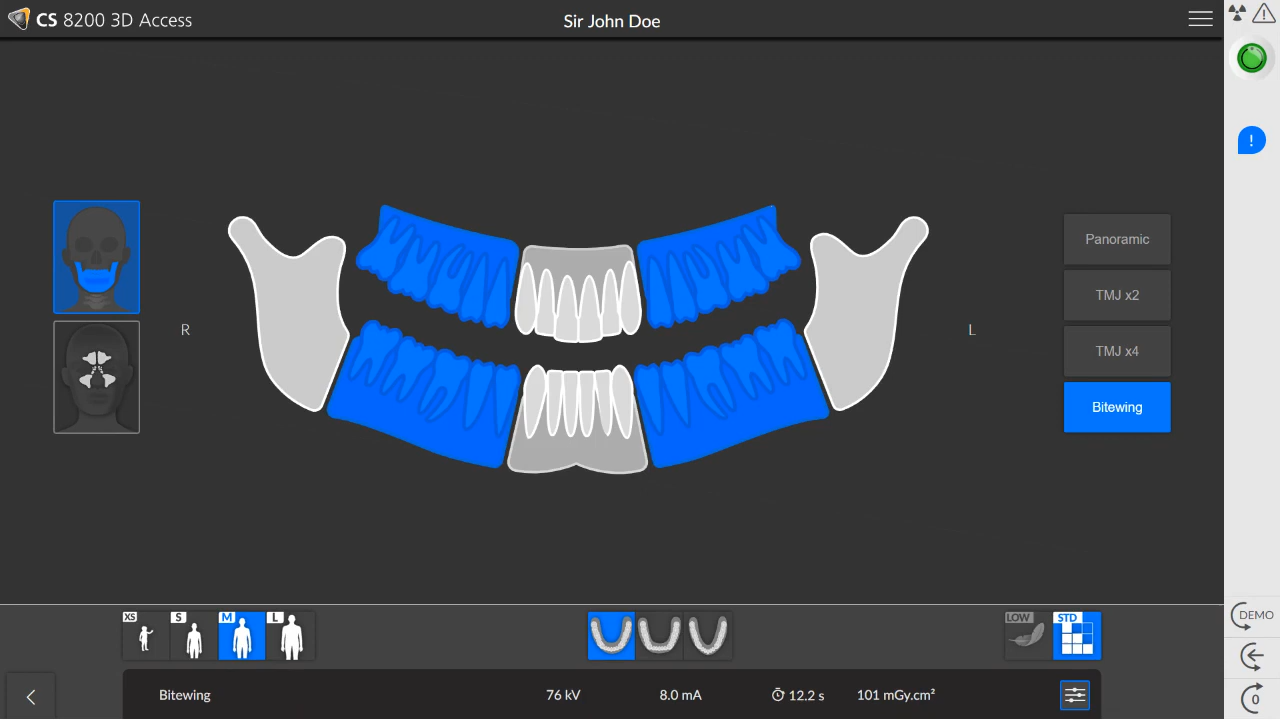 CS 8200 3D Access
Sir John Doe
R
L
Panoramic
TMJ x2
TMJ x4
Bitewing
XS
S
M
L
LOW
STD
DEMO
Bitewing
76 kV
8.0 mA
12.2 s
101 mGy.cm²
0